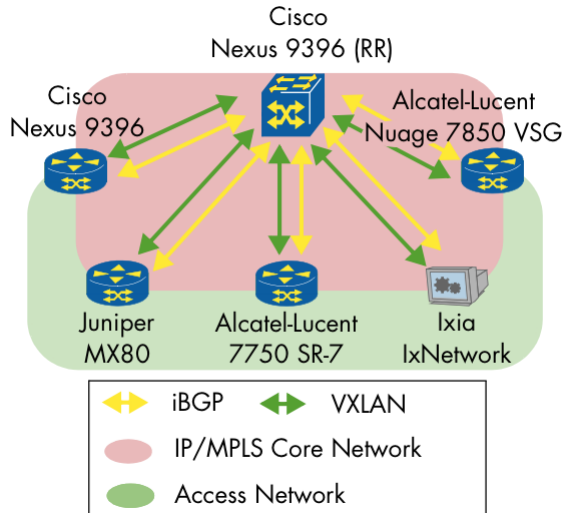 Cisco
Nexus 9396 (RR)
Cisco
Nexus 9396
Alcatel-Lucent
Nuage 7850 VSG
Juniper
MX80
Alcatel-Lucent
7750 SR-7
Ixia
IxNetwork
iBGP
VXLAN
IP/MPLS Core Network
Access Network